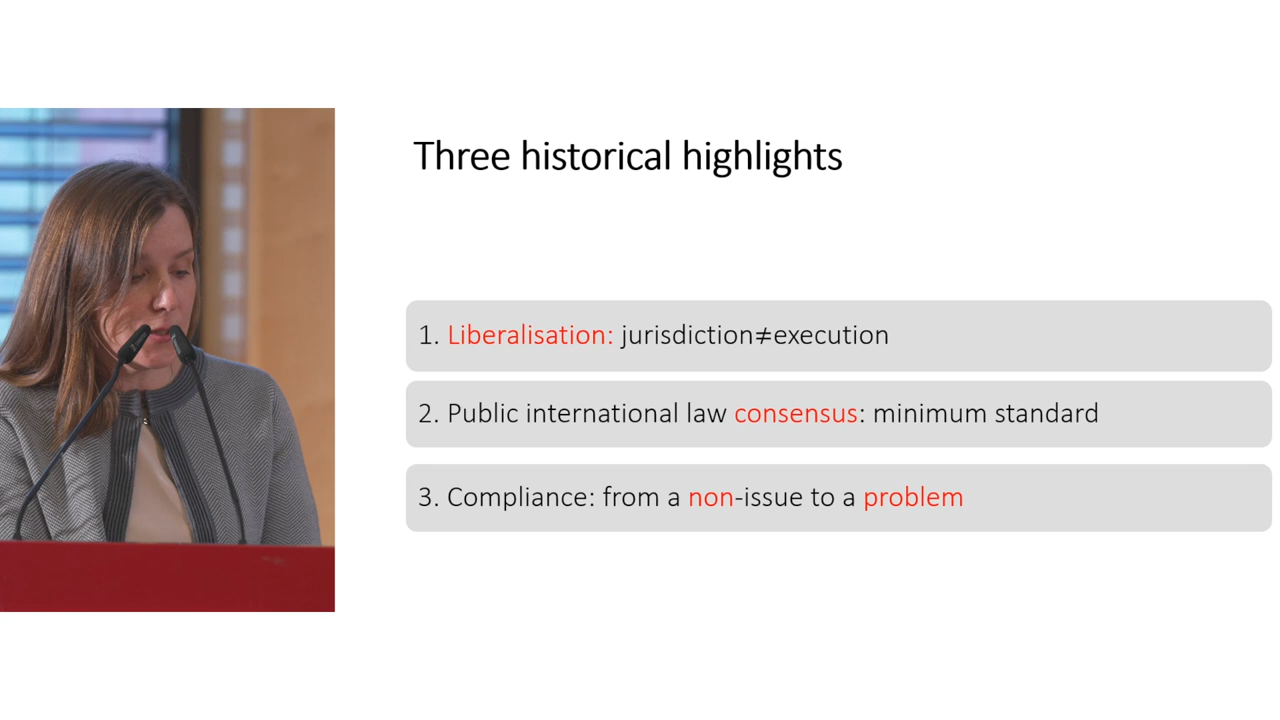 Three historical highlights
1. Liberalisation: jurisdiction≠execution
2. Public international law consensus: minimum standard
3. Compliance: from a non-issue to a problem